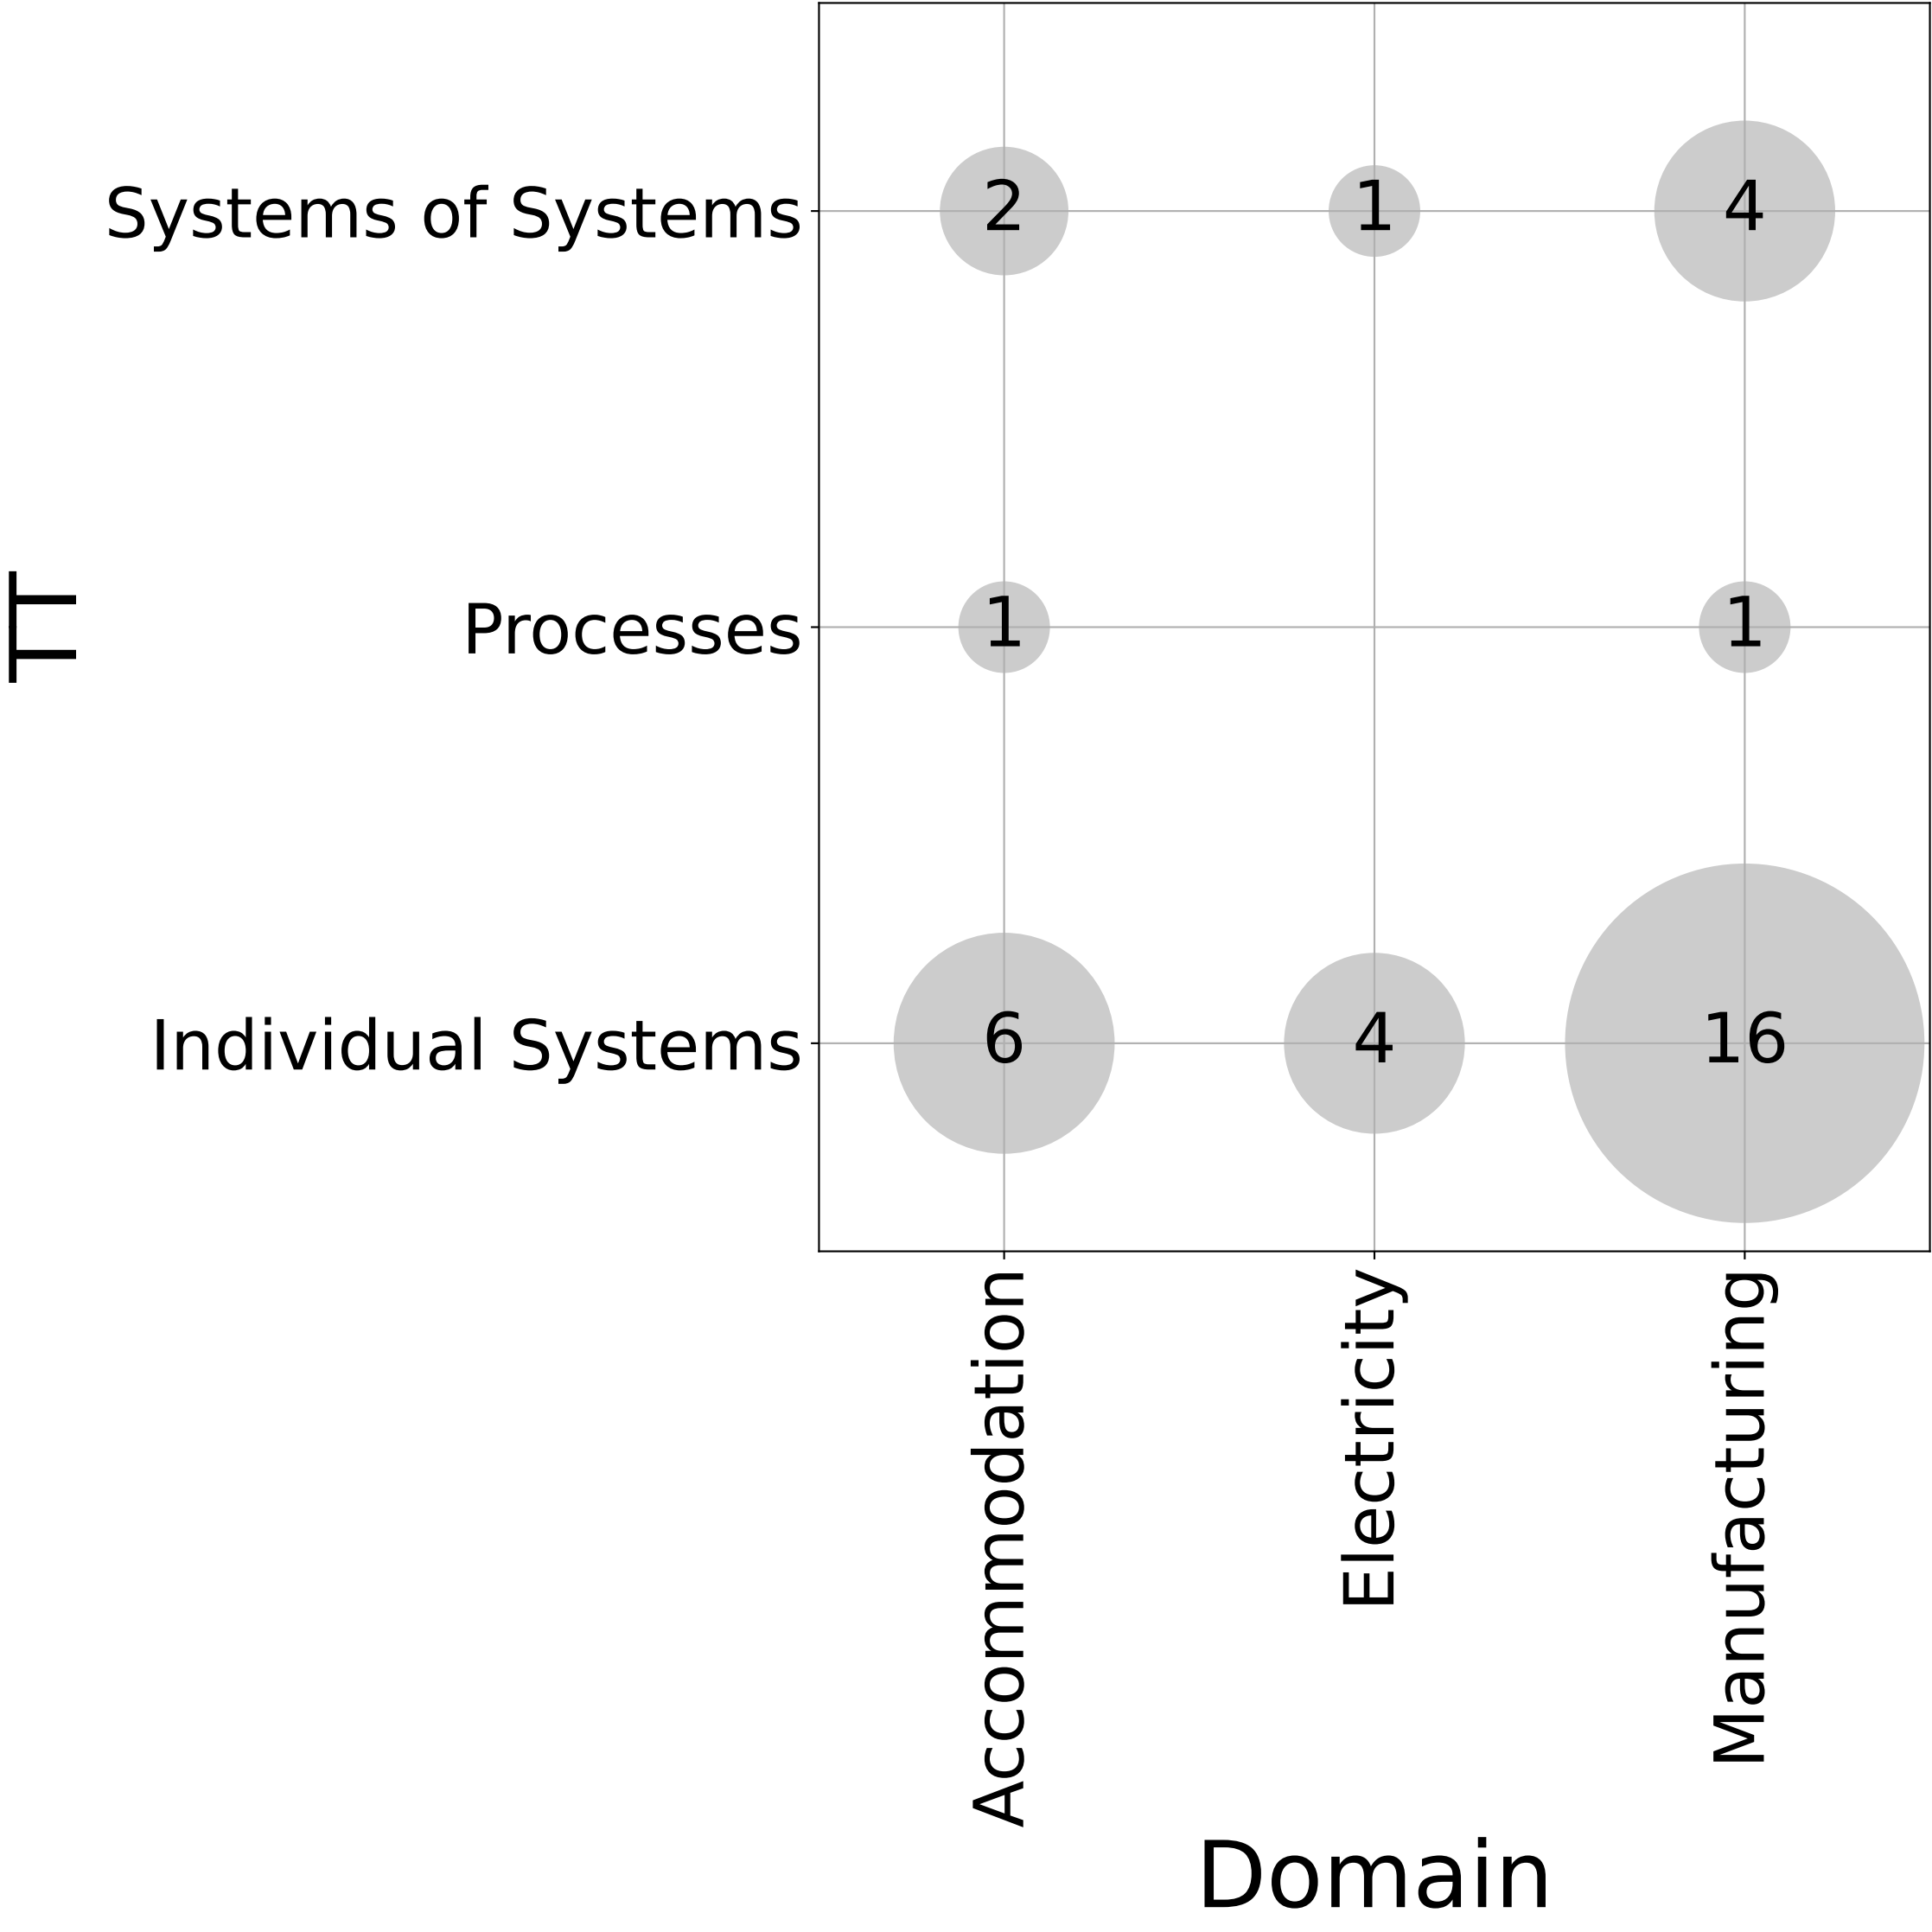 TT
Systems of Systems
2 1 4
Processes
1 1
Individual Systems
6 4 16
Accommodation
Electricity
Manufacturing
Domain